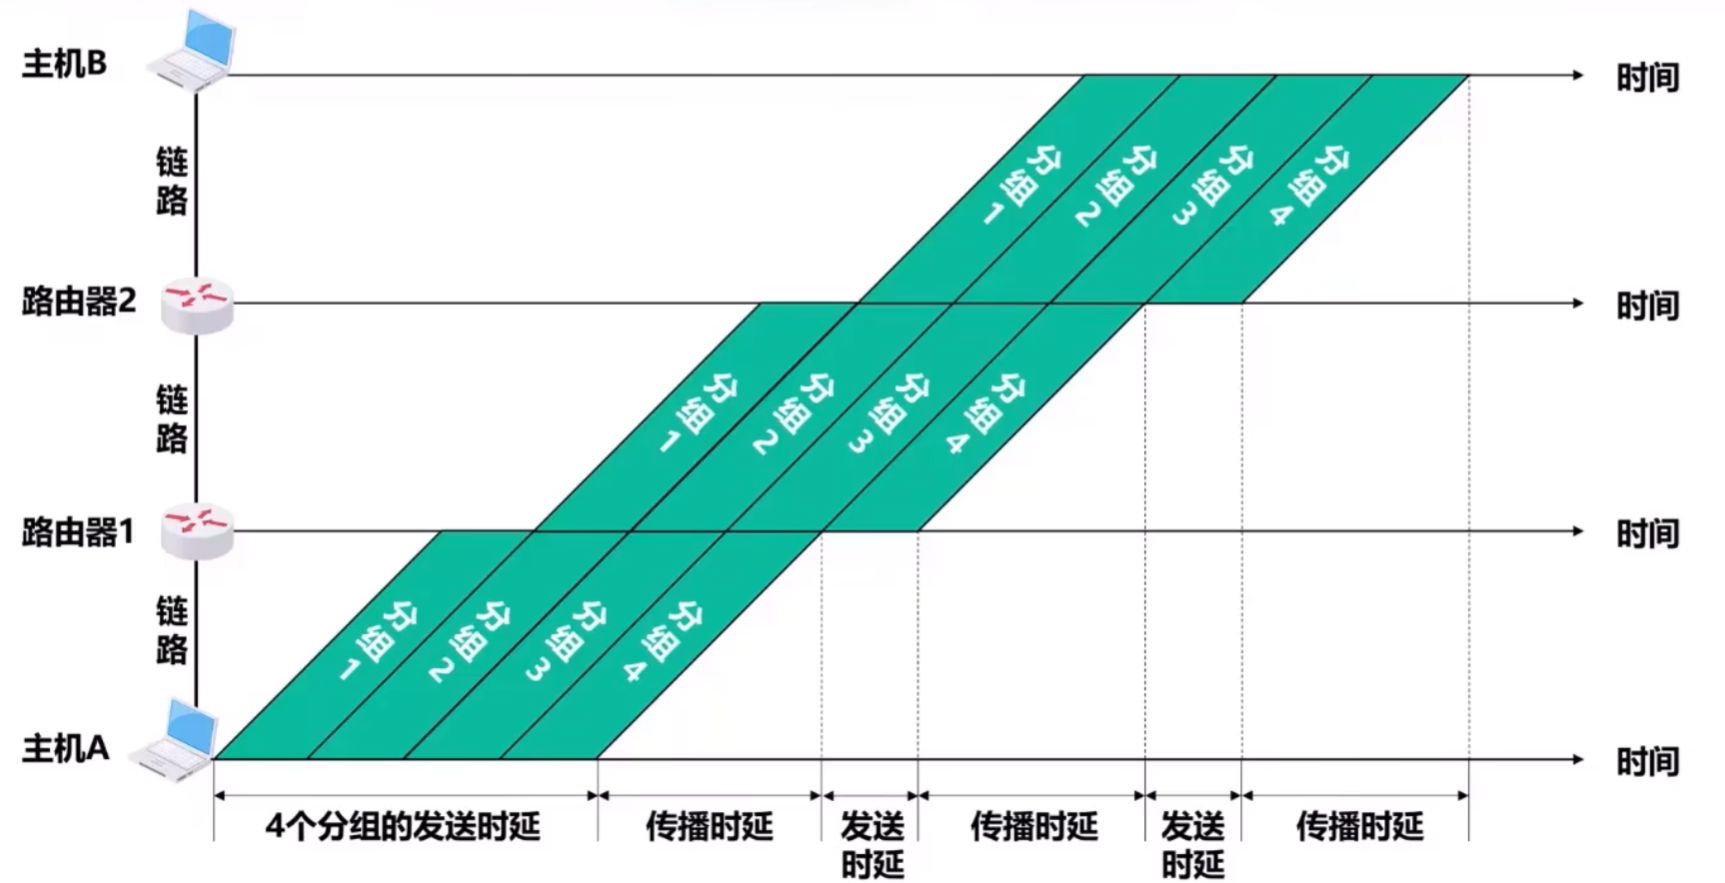 主机B
时间
链路
分组1
分组2
分组3
分组4
路由器2
时间
链路
分组1
分组2
分组3
分组4
路由器1
时间
链路
分组1
分组2
分组3
分组4
主机A
时间
4个分组的发送时延
传播时延
发送
时延
传播时延
发送
时延
传播时延